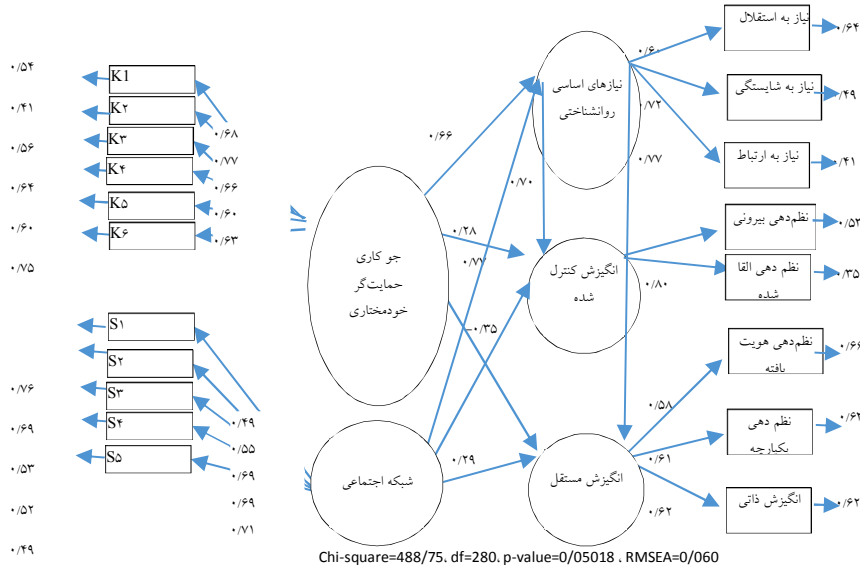 ۰/۵۴
۰/۴۱
۰/۵۶
۰/۶۴
۰/۶۰
۰/۷۵
K1
K۲
K۳
K۴
K۵
K۶
۰/۶۸
۰/۷۷
۰/۶۶
۰/۶۰
۰/۶۳
۰/۷۶
۰/۶۹
۰/۵۳
۰/۵۲
۰/۴۹
S۱
S۲
S۳
S۴
S۵
۰/۴۹
۰/۵۵
۰/۶۹
۰/۶۹
۰/۷۱
جو کاری
حمایت‌گر
خودمختاری
شبکه اجتماعی
۰/۶۶
۰/۲۸
۰/۷۷
-۰/۳۵
۰/۲۹
۰/۷۰
نیازهای اساسی
روانشناختی
انگیزش کنترل
شده
انگیزش مستقل
۰/۶۰
۰/۷۲
۰/۷۷
۰/۸۰
۰/۵۸
۰/۶۱
۰/۶۲
نیاز به استقلال
۰/۶۴
نیاز به شایستگی
۰/۴۹
نیاز به ارتباط
۰/۴۱
نظم‌دهی بیرونی
۰/۵۲
نظم دهی القا
شده
۰/۳۵
نظم‌دهی هویت
یافته
۰/۶۶
نظم دهی
یکپارچه
۰/۶۲
انگیزش ذاتی
۰/۶۲
Chi-square=488/75، df=280، p-value=0/05018 ، RMSEA=0/060